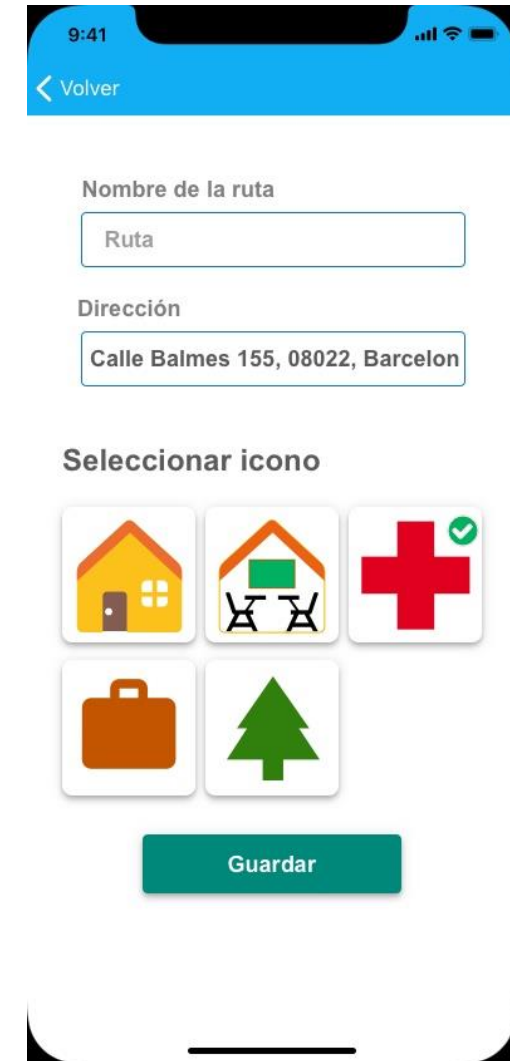 9:41
Volver
Nombre de la ruta
Ruta
Dirección
Calle Balmes 155, 08022, Barcelon
Seleccionar icono
Guardar